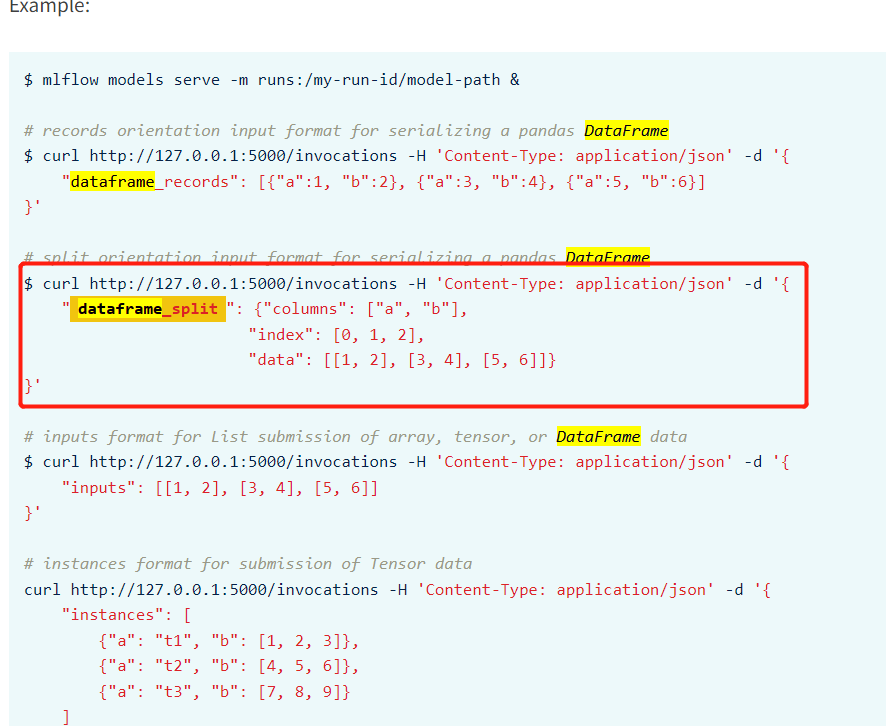 Example:
$ mlflow models serve -m runs:/my-run-id/model-path &
# records orientation input format for serializing a pandas DataFrame
$ curl http://127.0.0.1:5000/invocations -H 'Content-Type: application/json' -d '{
    "dataframe_records": [{"a":1, "b":2}, {"a":3, "b":4}, {"a":5, "b":6}]
}'
# split orientation input format for serializing a pandas DataFrame
$ curl http://127.0.0.1:5000/invocations -H 'Content-Type: application/json' -d '{
    "dataframe_split": {"columns": ["a", "b"],
                        "index": [0, 1, 2],
                        "data": [[1, 2], [3, 4], [5, 6]]}
}'
# inputs format for List submission of array, tensor, or DataFrame data
$ curl http://127.0.0.1:5000/invocations -H 'Content-Type: application/json' -d '{
    "inputs": [[1, 2], [3, 4], [5, 6]]
}'
# instances format for submission of Tensor data
curl http://127.0.0.1:5000/invocations -H 'Content-Type: application/json' -d '{
    "instances": [
        {"a": "t1", "b": [1, 2, 3]},
        {"a": "t2", "b": [4, 5, 6]},
        {"a": "t3", "b": [7, 8, 9]}
    ]